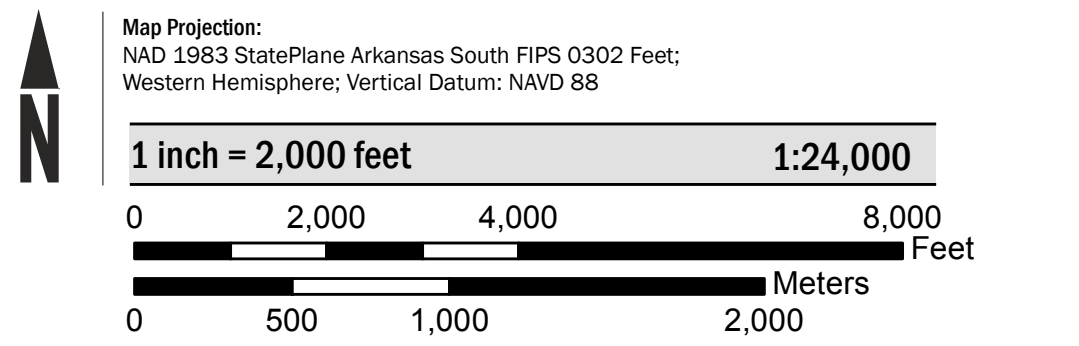 N
Map Projection:
NAD 1983 StatePlane Arkansas South FIPS 0302 Feet;
Western Hemisphere; Vertical Datum: NAVD 88
1 inch = 2,000 feet 1:24,000
0 2,000 4,000 8,000
Feet
Meters
0 500 1,000 2,000